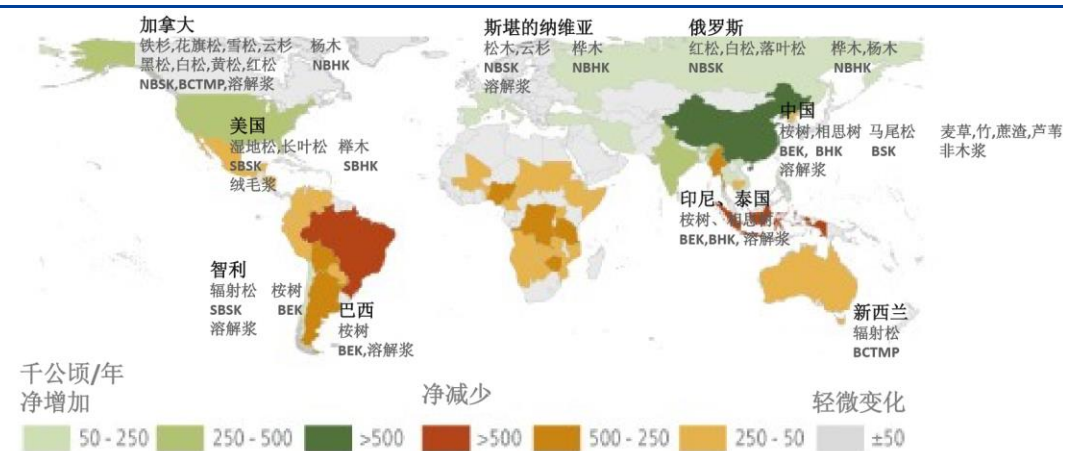 加拿大
铁杉,花旗松,雪松,云杉 杨木
黑松,白松,黄松,红松 NBHK
NBSK,BCTMP,溶解浆
斯堪的纳维亚
松木,云杉 桦木
NBSK NBHK
溶解浆
俄罗斯
红松,白松,落叶松 桦木,杨木
NBSK NBHK
美国
湿地松,长叶松 榉木
SBSK SBHK
绒毛浆
中国
桉树,相思树 马尾松 麦草,竹,蔗渣,芦苇
BEK, BHK BSK 非木浆
溶解浆
印尼、泰国
桉树、相思树
BEK,BHK, 溶解浆
智利
辐射松 桉树
SBSK BEK
溶解浆
巴西
桉树
BEK,溶解浆
新西兰
辐射松
BCTMP
千公顷/年
净增加 净减少 轻微变化
50 - 250 250 - 500 >500 >500 500 - 250 250 - 50 ±50